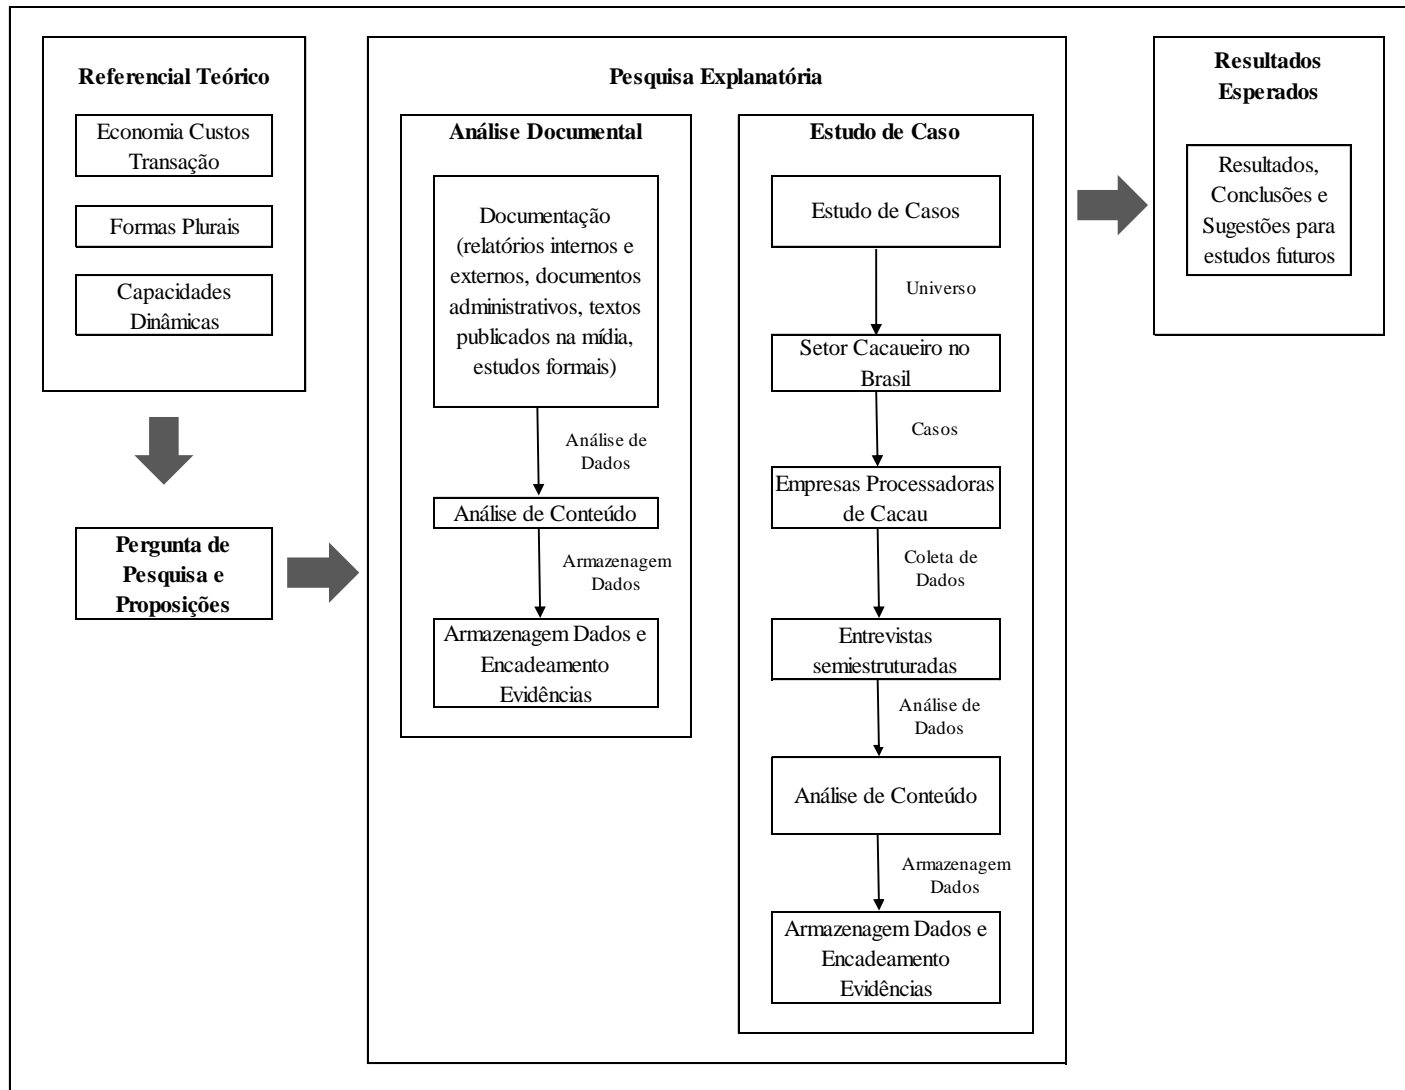 Referencial Teórico
Economia Custos
Transação
Formas Plurais
Capacidades
Dinâmicas
Pergunta de
Pesquisa e
Proposições
Pesquisa Explanatória
Análise Documental
Documentação
(relatórios internos e
externos, documentos
administrativos, textos
publicados na mídia,
estudos formais)
Análise de
Dados
Análise de Conteúdo
Armazenagem
Dados
Armazenagem Dados e
Encadeamento
Evidências
Estudo de Caso
Estudo de Casos
Universo
Setor Cacaueiro no
Brasil
Casos
Empresas Processadoras
de Cacau
Coleta de
Dados
Entrevistas
semiestruturadas
Análise de
Dados
Análise de Conteúdo
Armazenagem
Dados
Armazenagem Dados e
Encadeamento
Evidências
Resultados
Esperados
Resultados,
Conclusões e
Sugestões para
estudos futuros